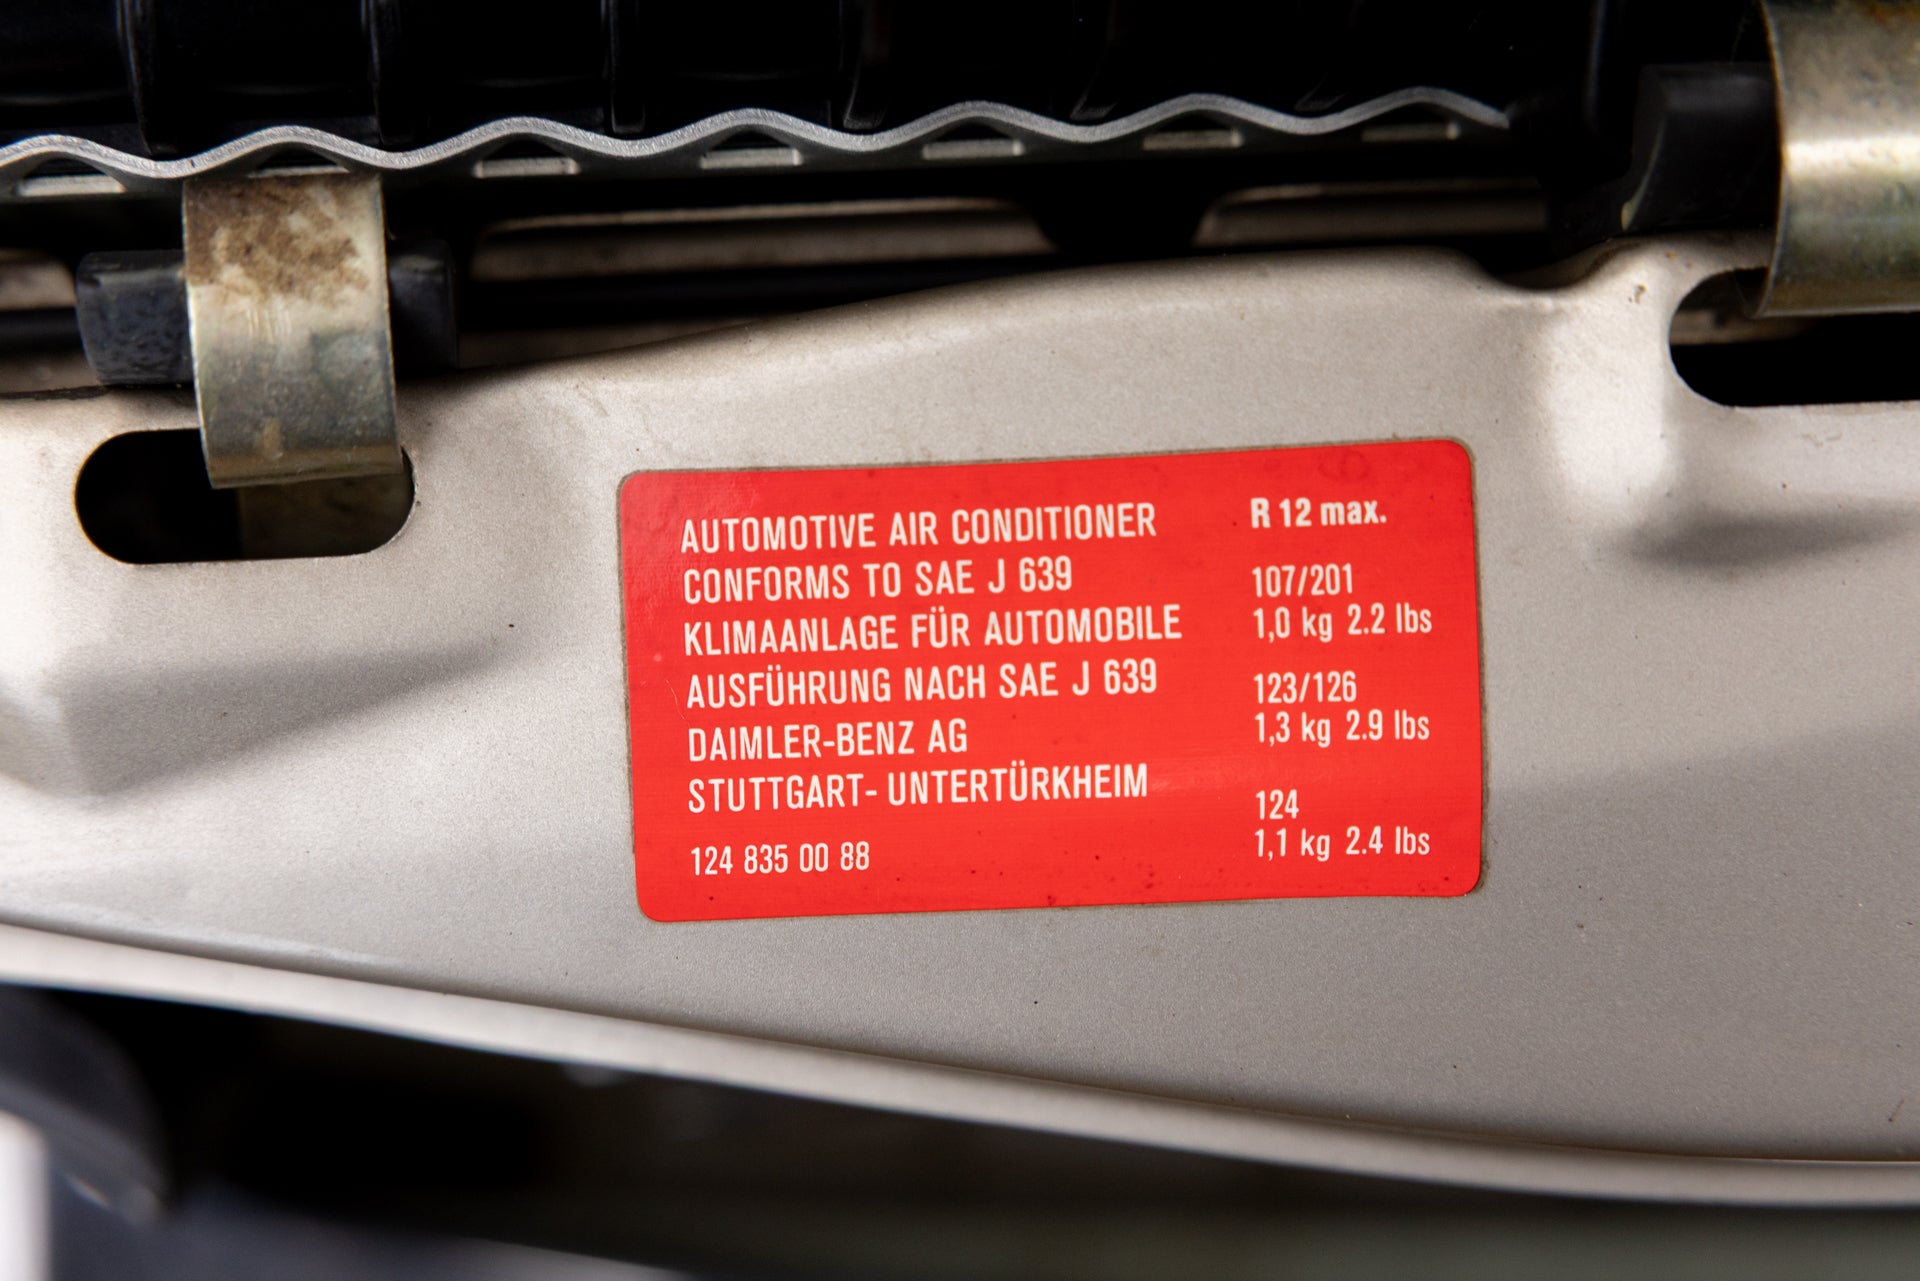 AUTOMOTIVE AIR CONDITIONER
CONFORMS TO SAE J 639
KLIMAANLAGE FÜR AUTOMOBILE
AUSFÜHRUNG NACH SAE J 639
DAIMLER-BENZ AG
STUTTGART- UNTERTÜRKHEIM
124 835 00 88
R 12 max.
107/201
1,0 kg 2.2 lbs
123/126
1,3 kg 2.9 lbs
124
1,1 kg 2.4 lbs